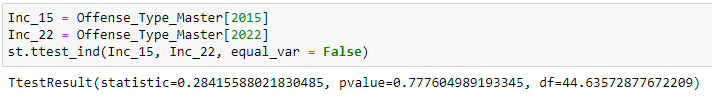 Inc_15 = Offense_Type_Master[2015]
Inc_22 = Offense_Type_Master[2022]
st.ttest_ind(Inc_15, Inc_22, equal_var = False)
TtestResult(statistic=0.28415588021830485, pvalue=0.777604989193345, df=44.63572877672209)